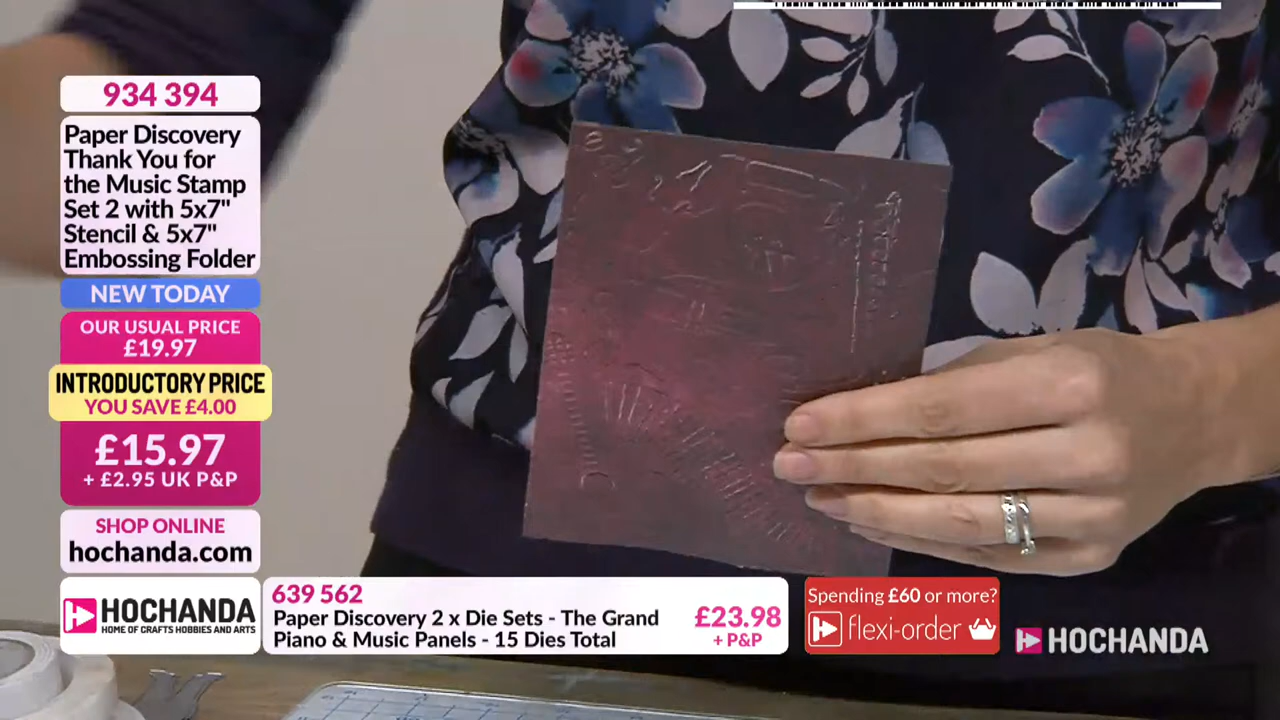 934 394
Paper Discovery
Thank You for
the Music Stamp
Set 2 with 5x7"
Stencil & 5x7"
Embossing Folder
NEW TODAY
OUR USUAL PRICE
£19.97
INTRODUCTORY PRICE
YOU SAVE £4.00
£15.97
+ £2.95 UK P&P
SHOP ONLINE
hochanda.com
HOCHANDA
HOME OF CRAFTS HOBBIES AND ARTS
639 562
Paper Discovery 2 x Die Sets - The Grand
Piano & Music Panels - 15 Dies Total
£23.98
+ P&P
Spending £60 or more?
flexi-order
HOCHANDA